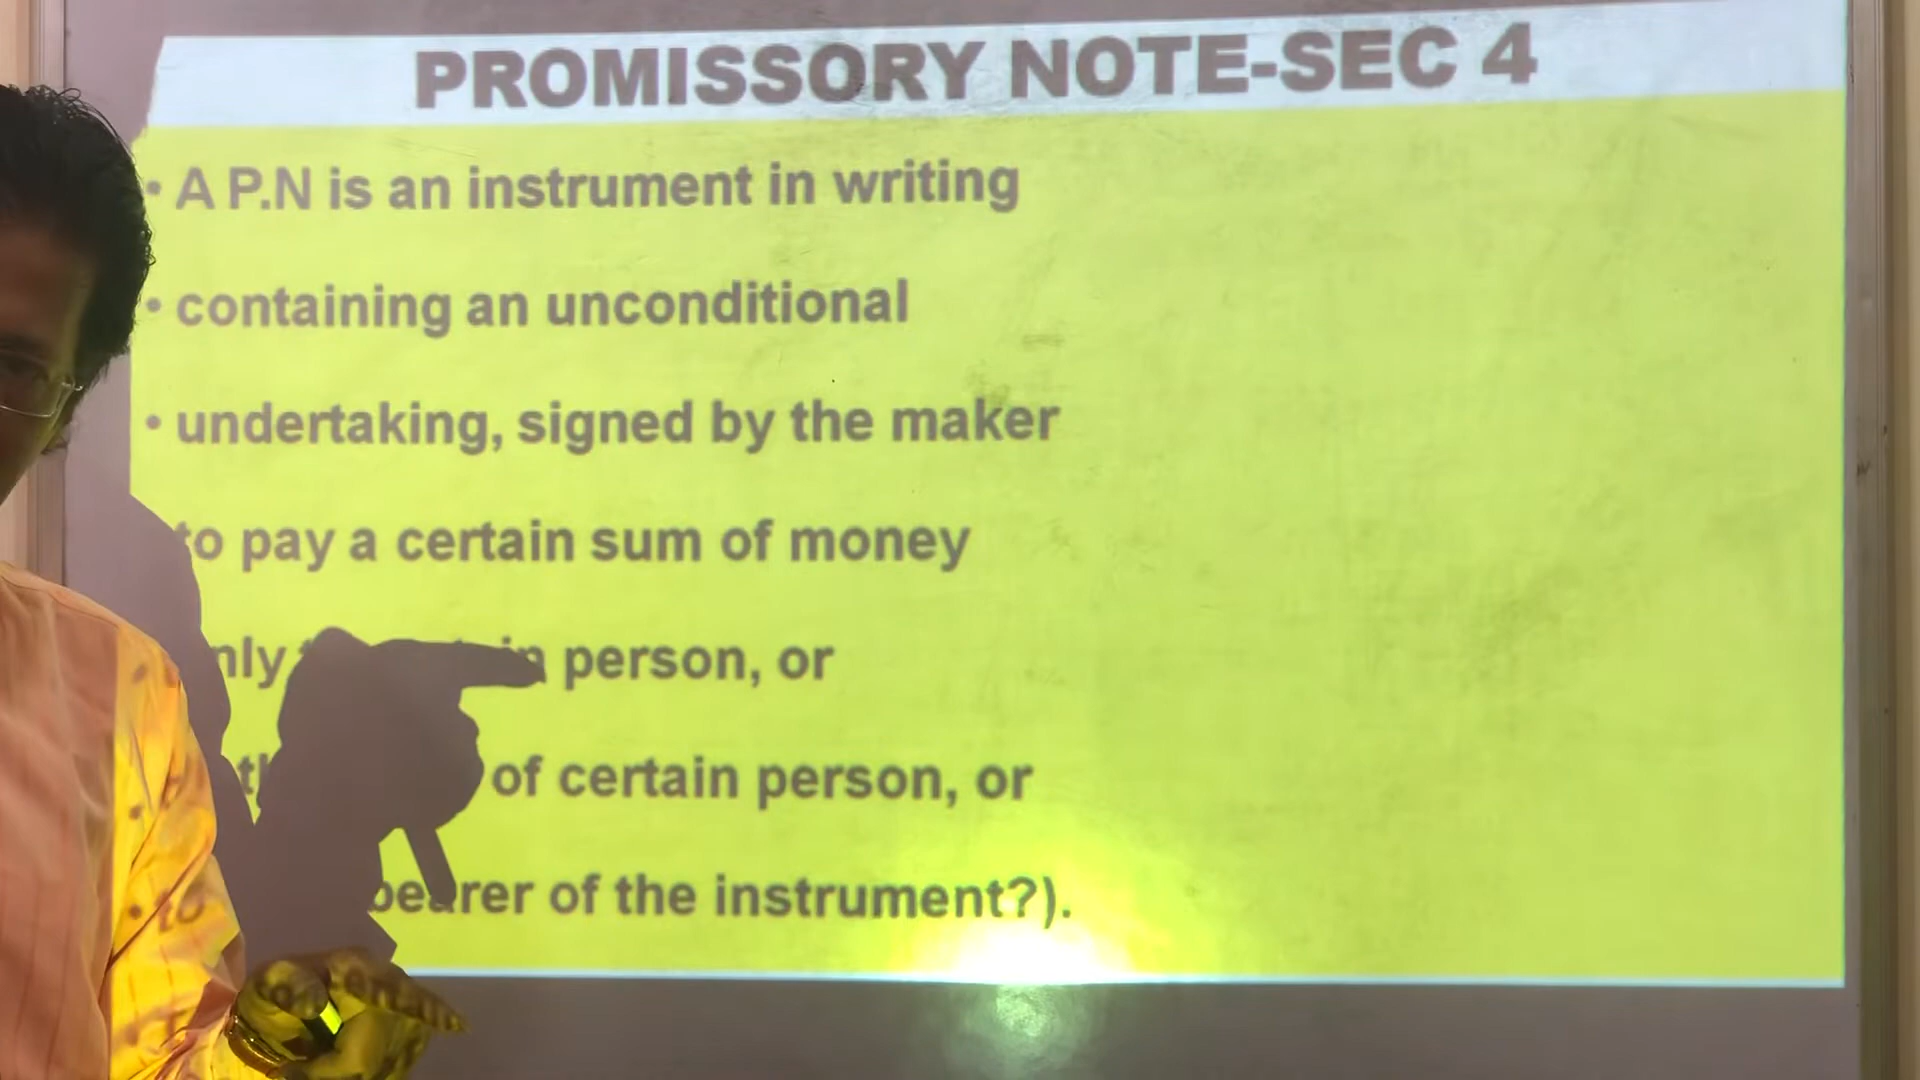 PROMISSORY NOTE-SEC 4
• A P.N is an instrument in writing
• containing an unconditional
• undertaking, signed by the maker
to pay a certain sum of money
person, or
of certain person, or
bearer of the instrument?).